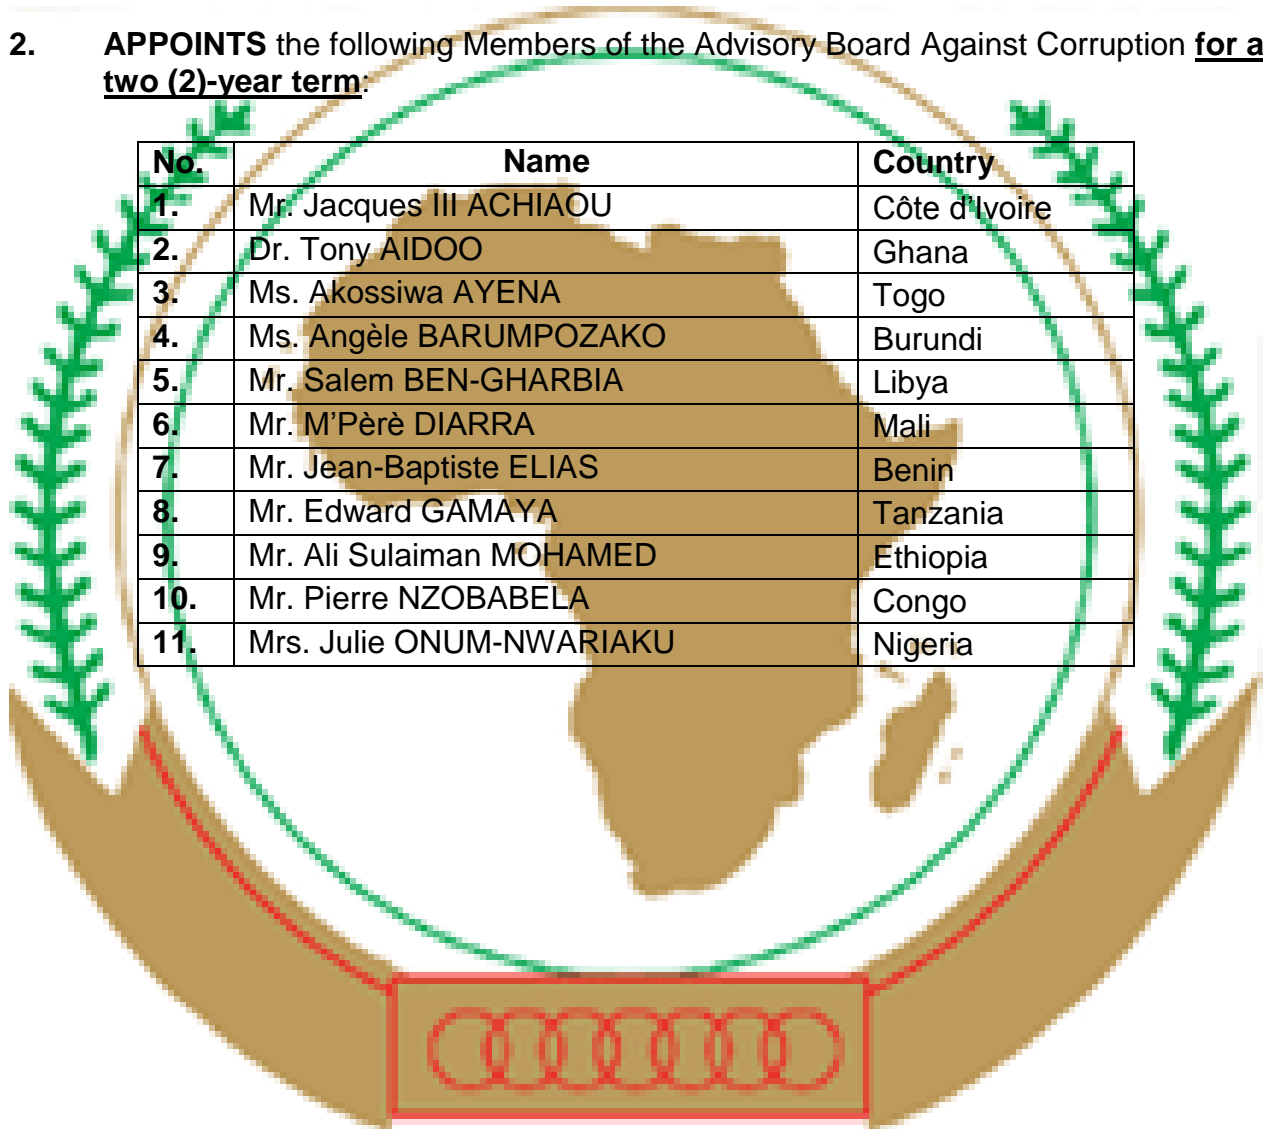 2. APPOINTS the following Members of the Advisory Board Against Corruption for a
two (2)-year term:
No. Name Country
1. Mr. Jacques III ACHIAOU Côte d’Ivoire
2. Dr. Tony AIDOO Ghana
3. Ms. Akossiwa AYENA Togo
4. Ms. Angèle BARUMPOZAKO Burundi
5. Mr. Salem BEN-GHARBIA Libya
6. Mr. M’Pèrè DIARRA Mali
7. Mr. Jean-Baptiste ELIAS Benin
8. Mr. Edward GAMAYA Tanzania
9. Mr. Ali Sulaiman MOHAMED Ethiopia
10. Mr. Pierre NZOBABELA Congo
11. Mrs. Julie ONUM-NWARIAKU Nigeria